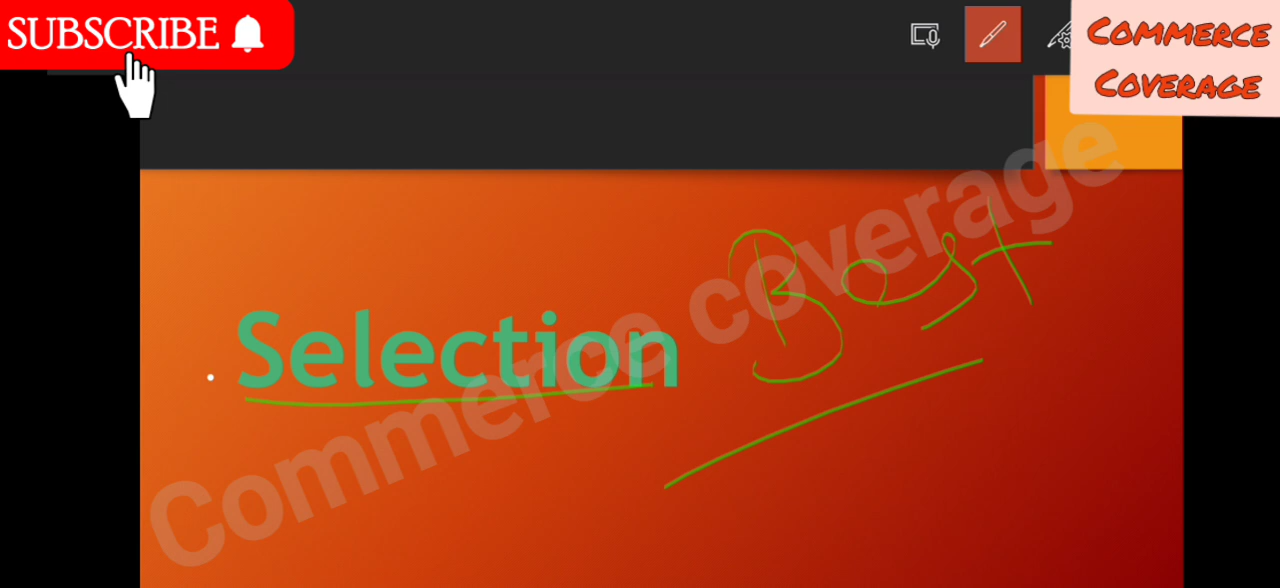 SUBSCRIBE
COMMERCE
COVERAGE
Selection
Best
Commerce coverage